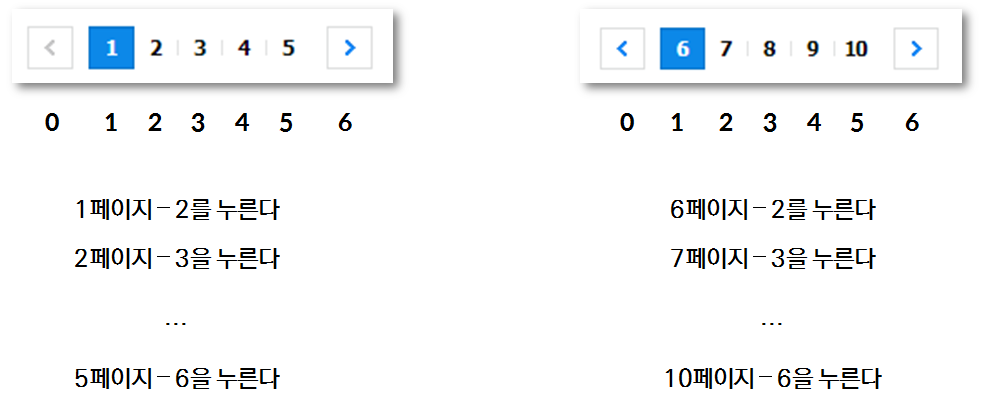 < 1 2 3 4 5 >
0 1 2 3 4 5 6
1페이지 – 2를 누른다
2페이지 – 3을 누른다
...
5페이지 – 6을 누른다
< 6 7 8 9 10 >
0 1 2 3 4 5 6
6페이지 – 2를 누른다
7페이지 – 3을 누른다
...
10페이지 – 6을 누른다